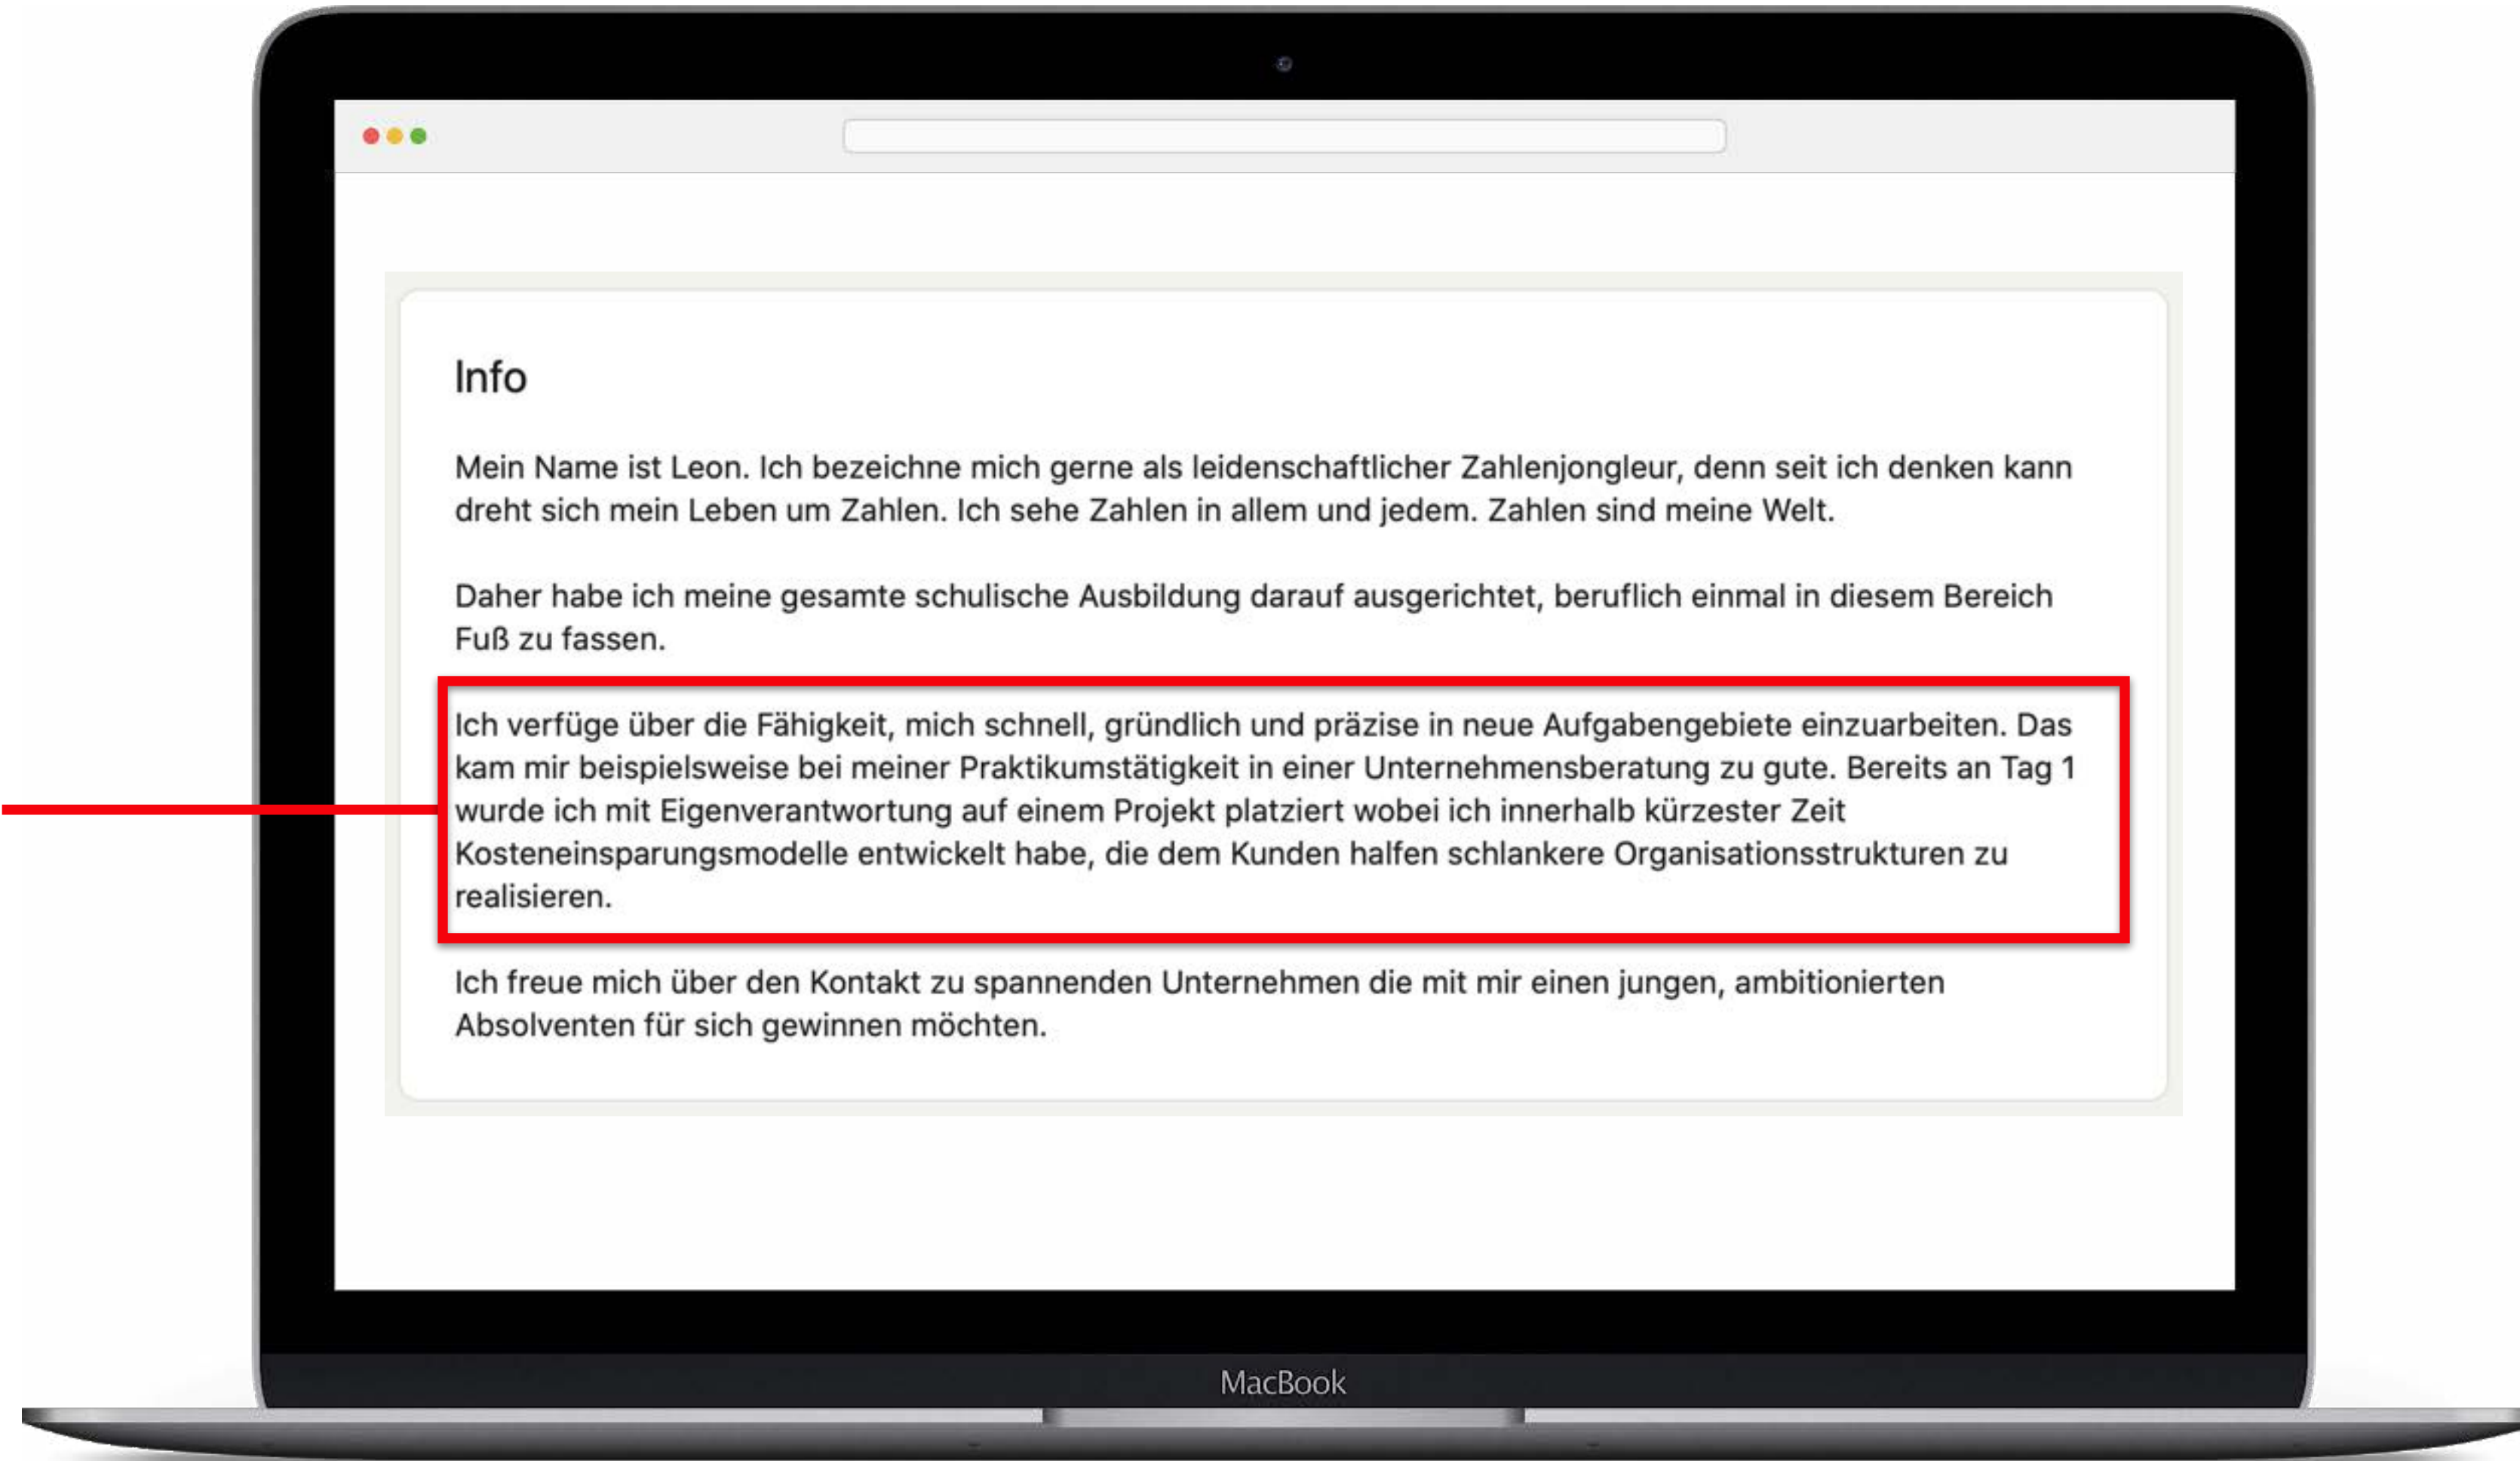 Info
Mein Name ist Leon. Ich bezeichne mich gerne als leidenschaftlicher Zahlenjongleur, denn seit ich denken kann
dreht sich mein Leben um Zahlen. Ich sehe Zahlen in allem und jedem. Zahlen sind meine Welt.
Daher habe ich meine gesamte schulische Ausbildung darauf ausgerichtet, beruflich einmal in diesem Bereich
Fuß zu fassen.
Ich verfüge über die Fähigkeit, mich schnell, gründlich und präzise in neue Aufgabengebiete einzuarbeiten. Das
kam mir beispielsweise bei meiner Praktikumstätigkeit in einer Unternehmensberatung zu gute. Bereits an Tag 1
wurde ich mit Eigenverantwortung auf einem Projekt platziert wobei ich innerhalb kürzester Zeit
Kosteneinsparungsmodelle entwickelt habe, die dem Kunden halfen schlankere Organisationsstrukturen zu
realisieren.
Ich freue mich über den Kontakt zu spannenden Unternehmen die mit mir einen jungen, ambitionierten
Absolventen für sich gewinnen möchten.
MacBook